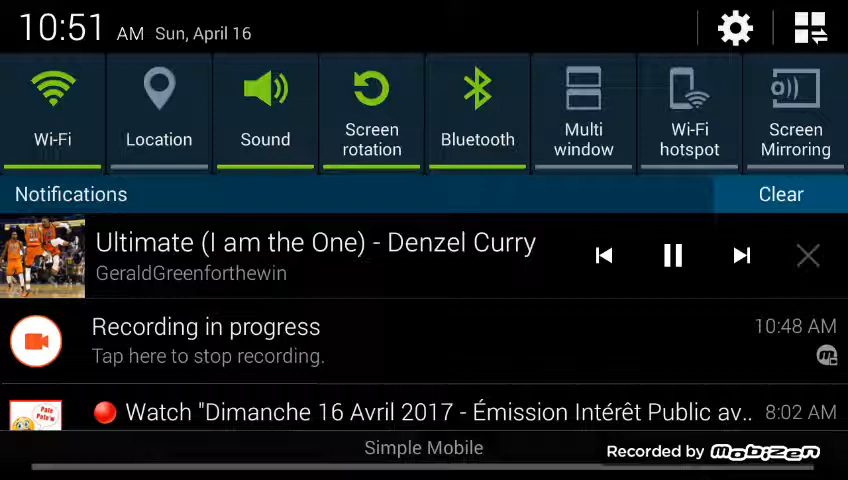 10:51 AM Sun, April 16
Wi-Fi
Location
Sound
Screen
rotation
Bluetooth
Multi
window
Wi-Fi
hotspot
Screen
Mirroring
Notifications
Clear
Ultimate (I am the One) - Denzel Curry
GeraldGreenforthewin
Recording in progress
10:48 AM
Tap here to stop recording.
Watch "Dimanche 16 Avril 2017 - Émission Intérêt Public av..
8:02 AM
Simple Mobile
Recorded by mobizen